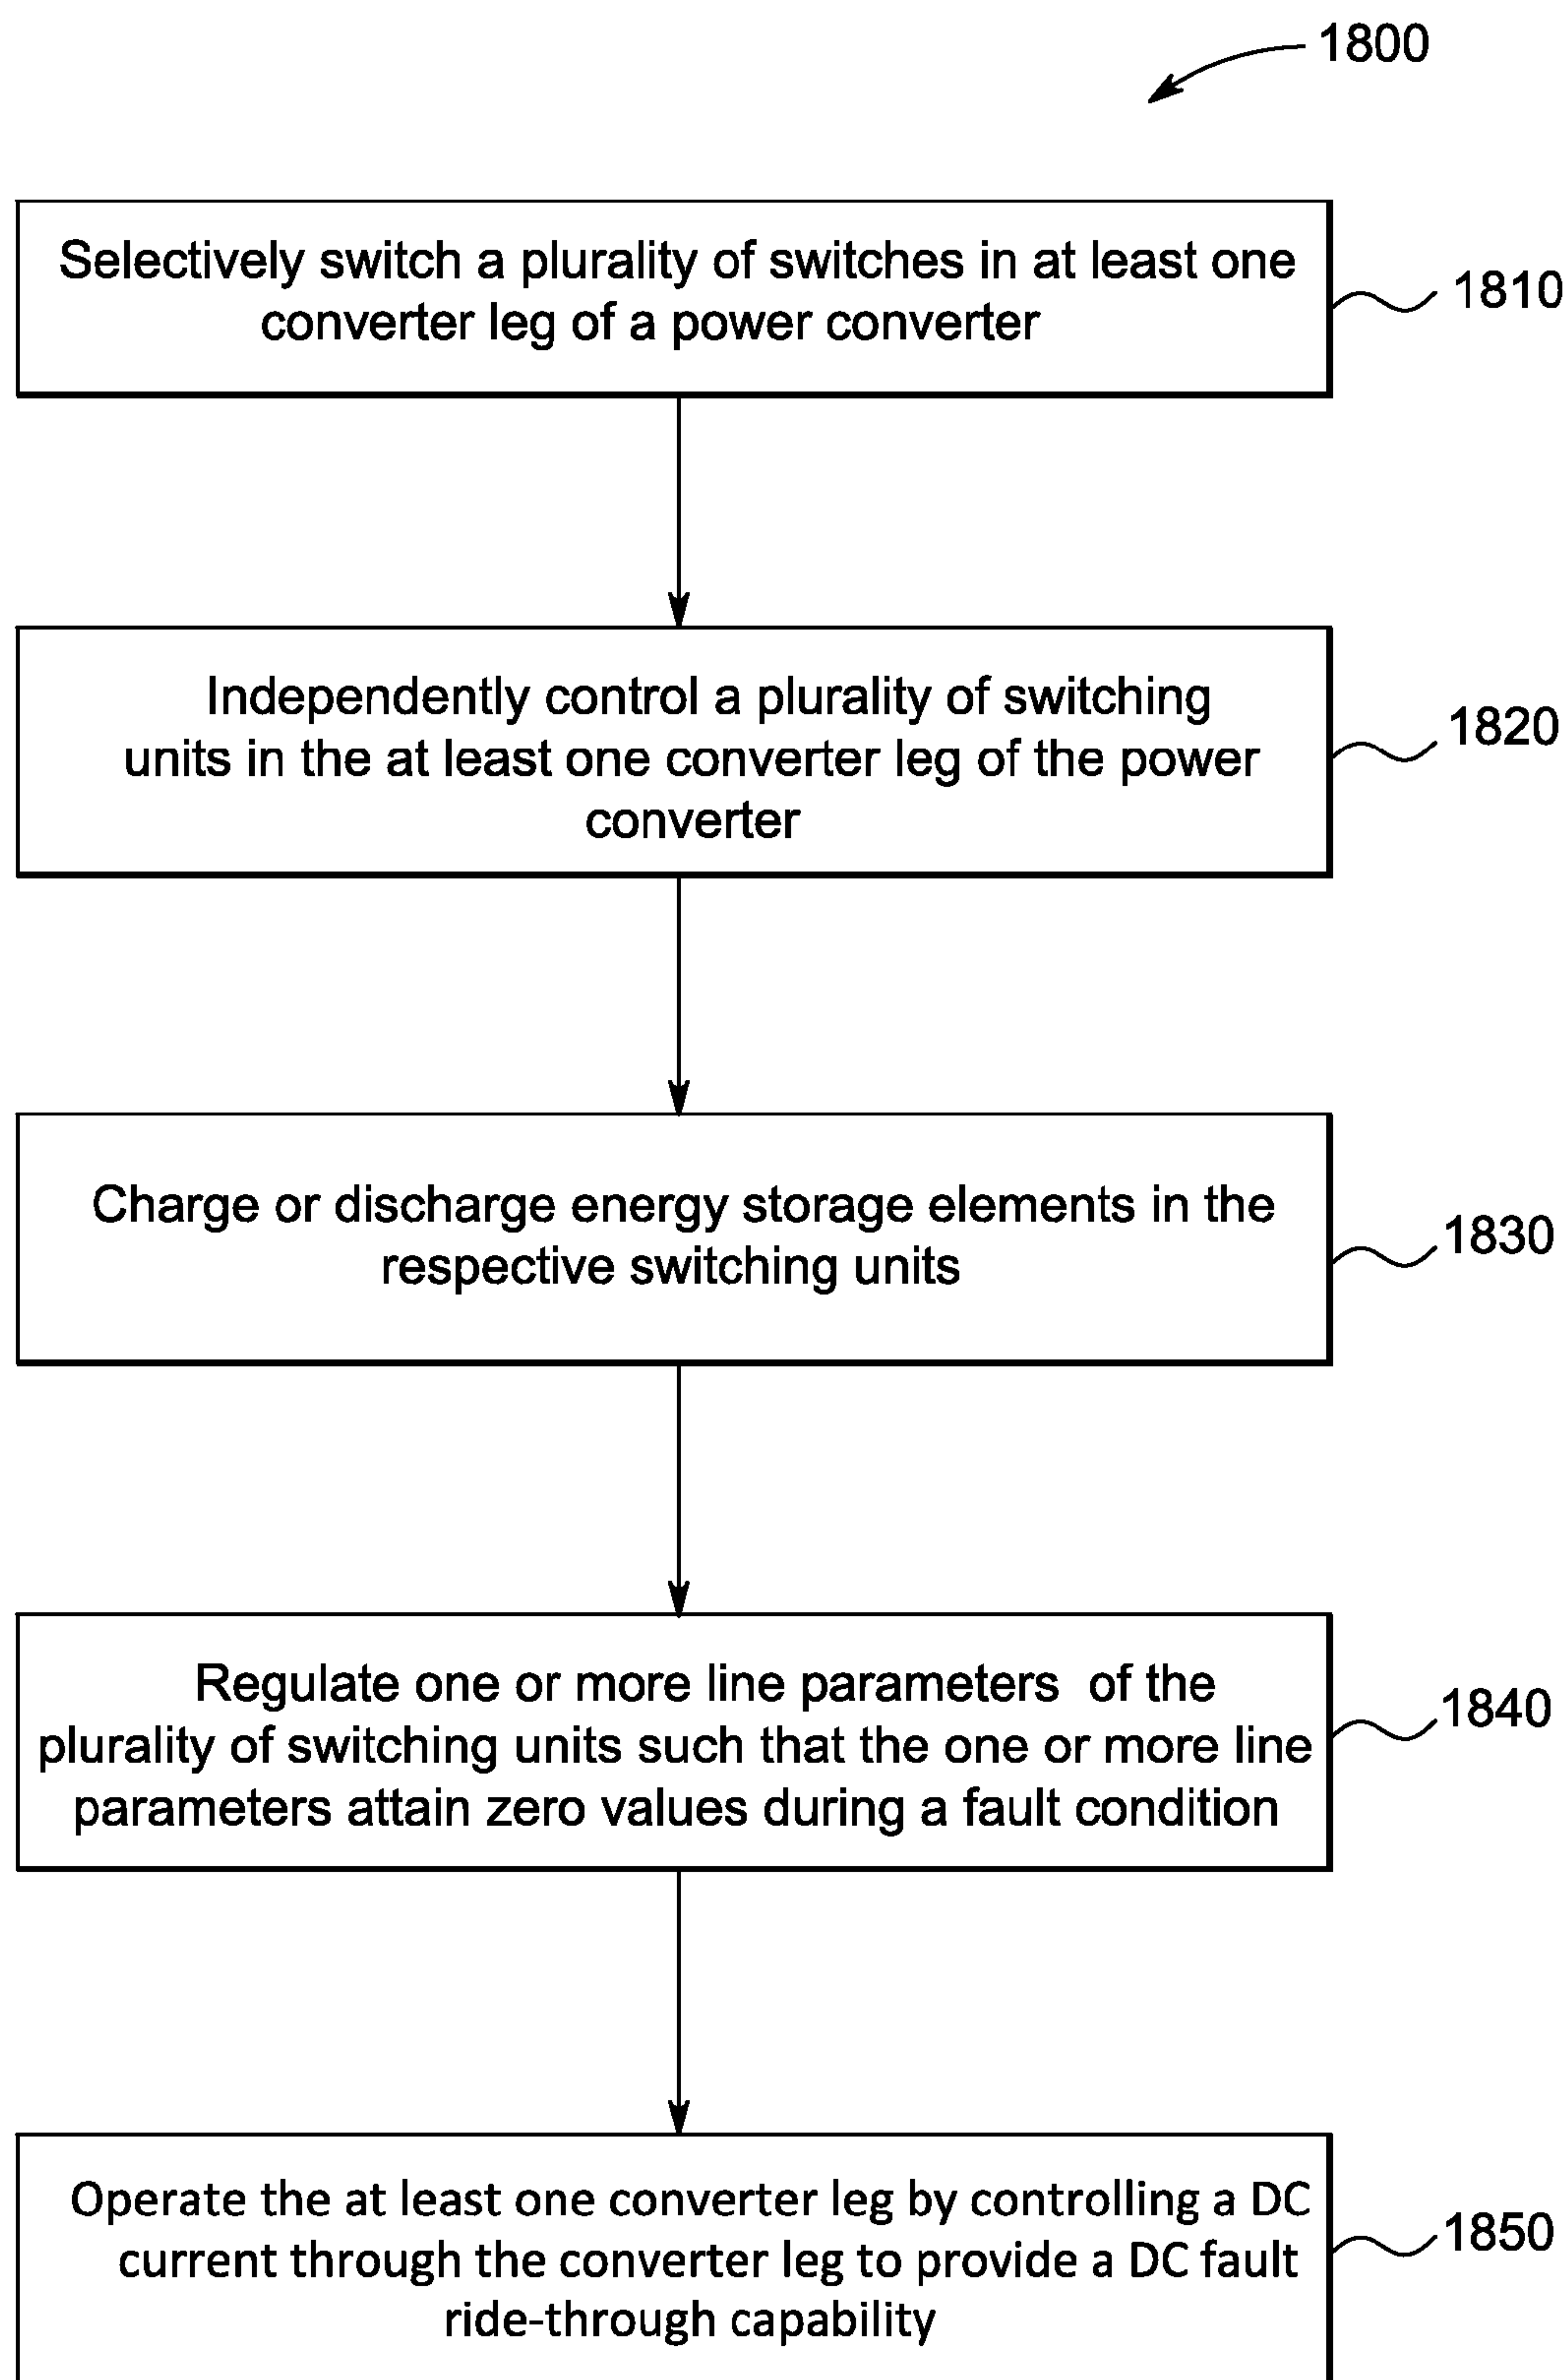 1800
Selectively switch a plurality of switches in at least one
converter leg of a power converter
1810
Independently control a plurality of switching
units in the at least one converter leg of the power
converter
1820
Charge or discharge energy storage elements in the
respective switching units
1830
Regulate one or more line parameters of the
plurality of switching units such that the one or more line
parameters attain zero values during a fault condition
1840
Operate the at least one converter leg by controlling a DC
current through the converter leg to provide a DC fault
ride-through capability
1850